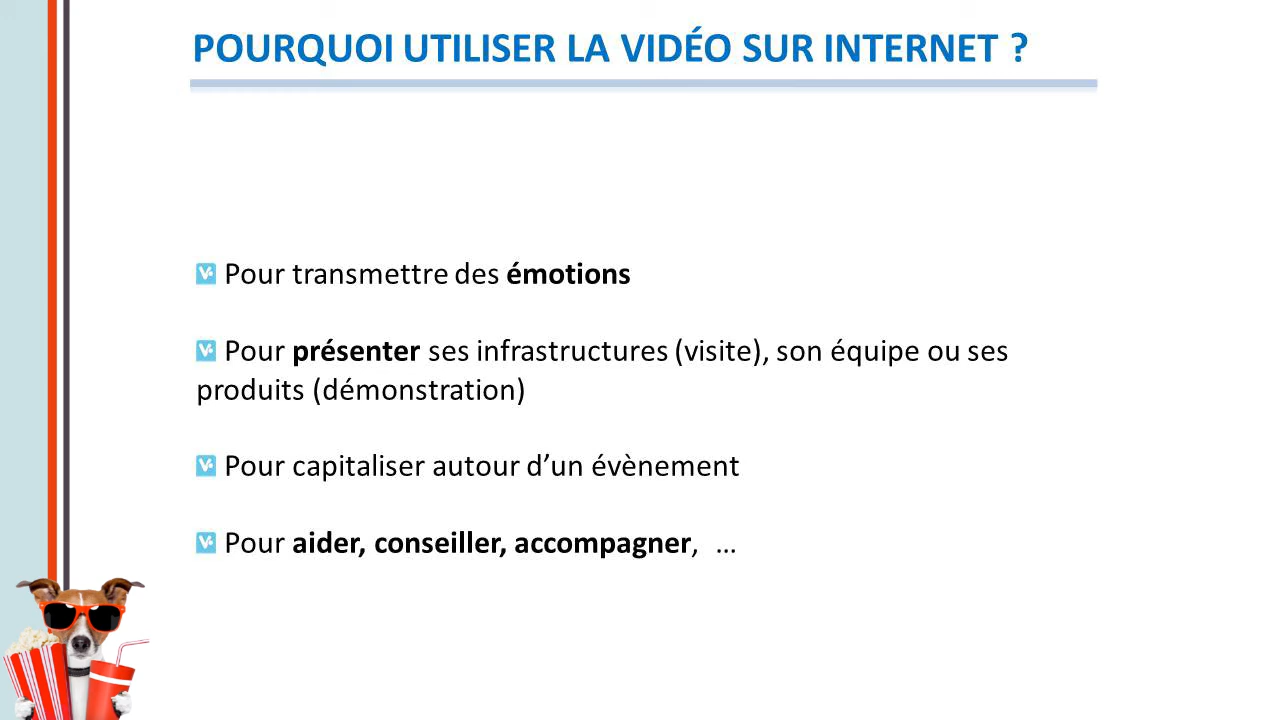 POURQUOI UTILISER LA VIDÉO SUR INTERNET ?
Pour transmettre des émotions
Pour présenter ses infrastructures (visite), son équipe ou ses
produits (démonstration)
Pour capitaliser autour d’un évènement
Pour aider, conseiller, accompagner,  …